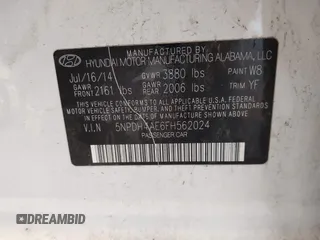 MANUFACTURED BY
HYUNDAI MOTOR MANUFACTURING ALABAMA, LLC
Jul/16/14 GVWR 3880 lbs PAINT W8
GAWR FRONT 2161 lbs GAWR REAR 2006 lbs TRIM YF
THIS VEHICLE CONFORMS TO ALL APPLICABLE FEDERAL
MOTOR VEHICLE SAFETY, BUMPER, AND THEFT PREVENTION
STANDARDS IN EFFECT ON THE DATE OF MANUFACTURE SHOWN ABOVE.
V.I.N 5NPDH4AE6FH562024
PASSENGER CAR
BID.CARS